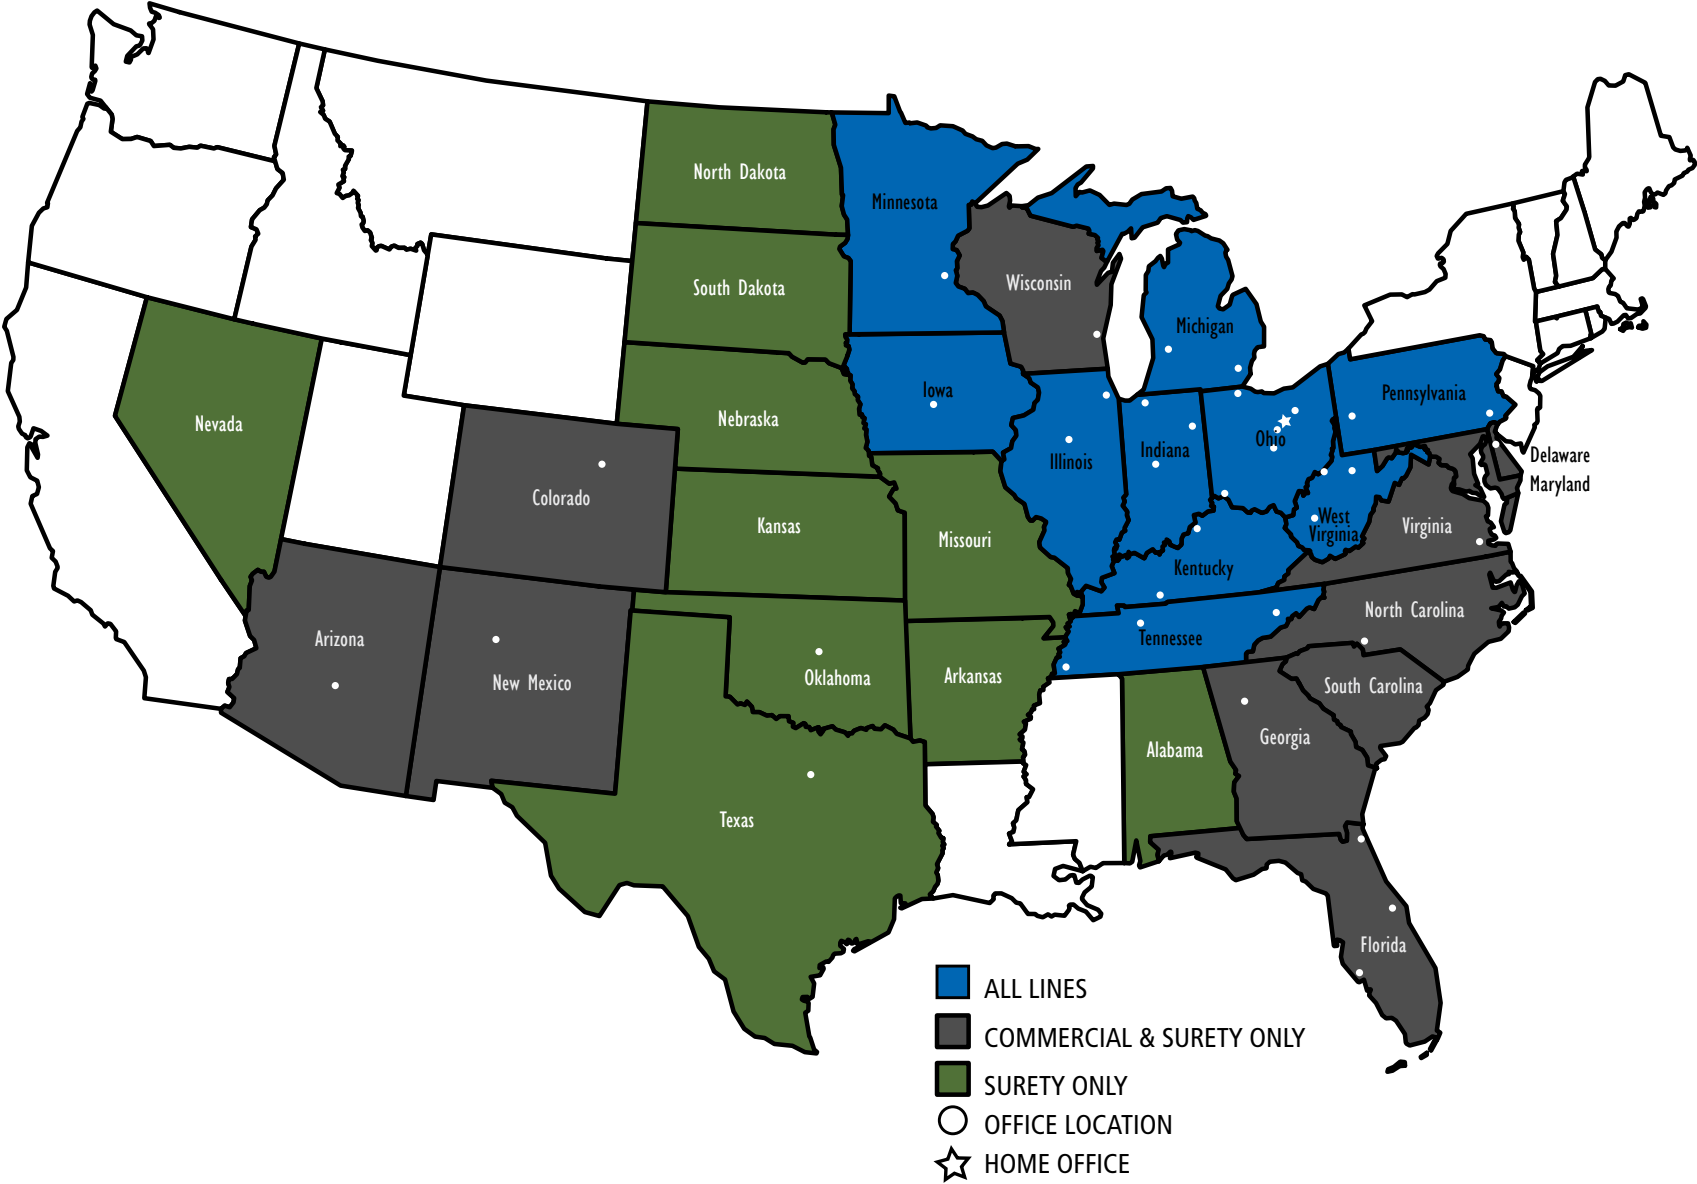 North Dakota
Minnesota
South Dakota
Wisconsin
Michigan
Iowa
Pennsylvania
Nevada
Nebraska
Ohio
Indiana
Illinois
Delaware
Maryland
Colorado
Kansas
Missouri
West
Virginia
Virginia
Kentucky
North Carolina
Arizona
Tennessee
New Mexico
Oklahoma
Arkansas
South Carolina
Georgia
Alabama
Texas
Florida
ALL LINES
COMMERCIAL & SURETY ONLY
SURETY ONLY
OFFICE LOCATION
HOME OFFICE